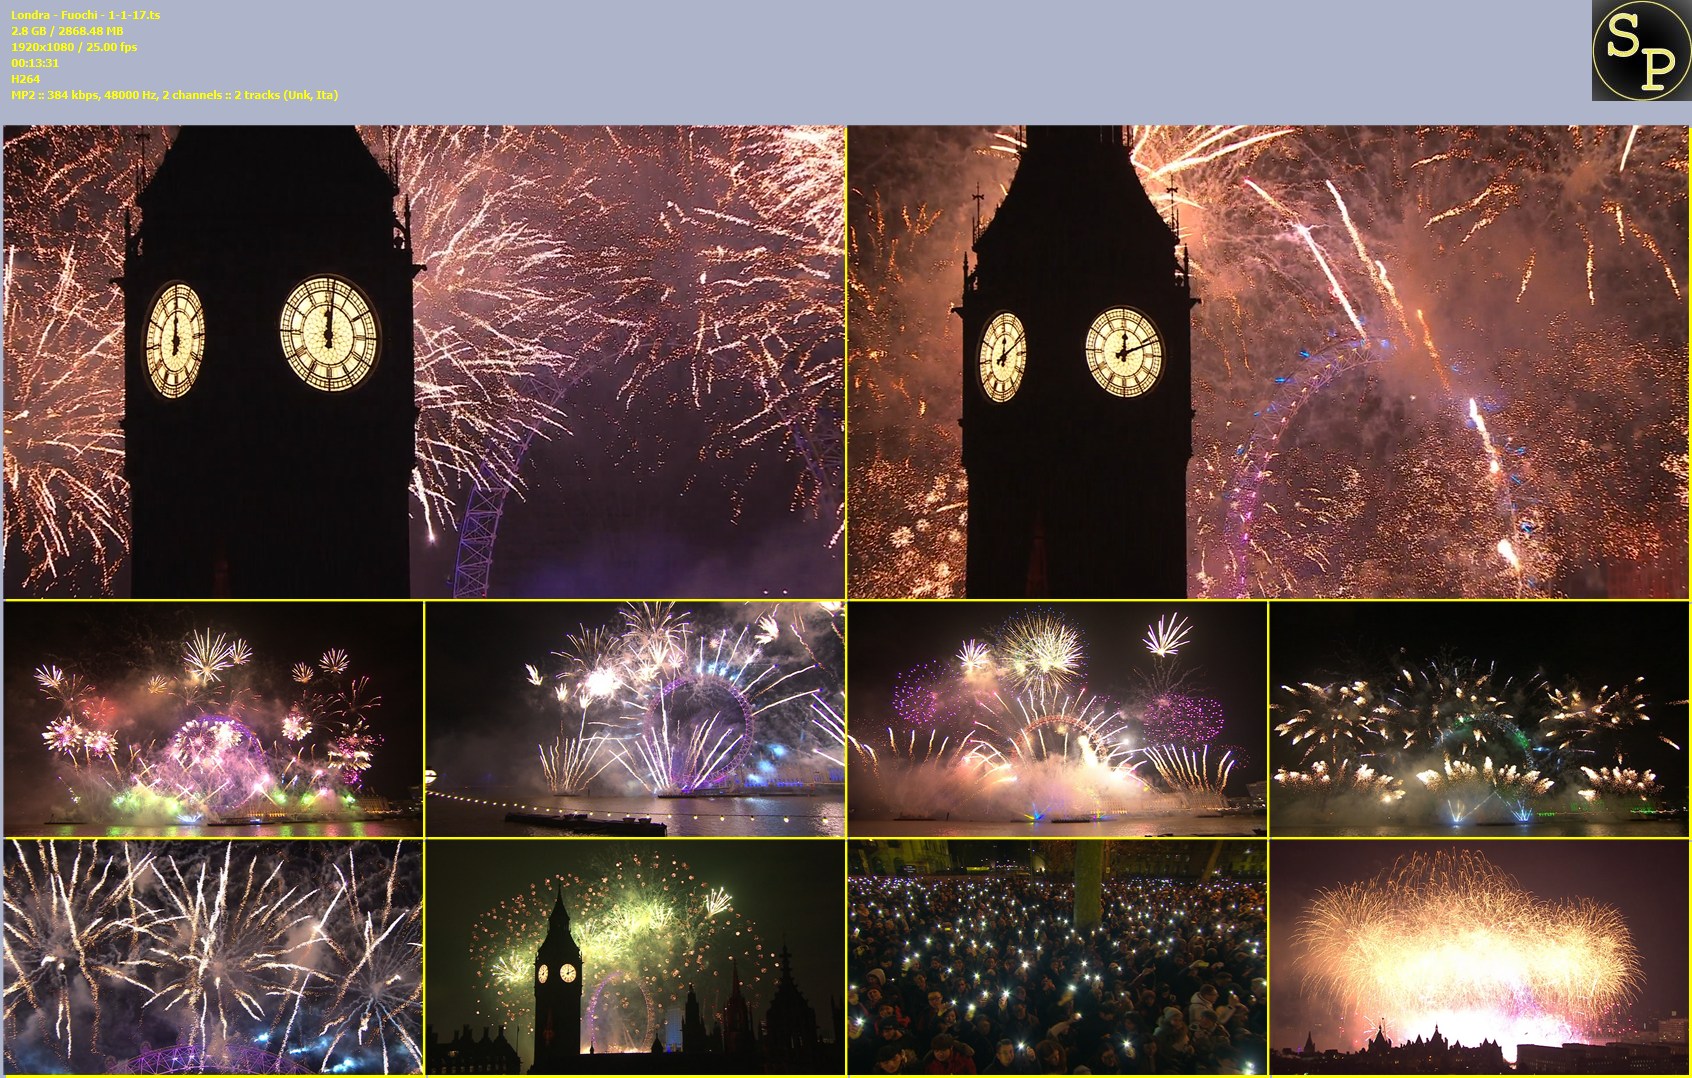 Londra - Fuochi - 1-1-17.ts
2.8 GB / 2868.48 MB
1920x1080 / 25.00 fps
00:13:31
H264
MP2 :: 384 kbps, 48000 Hz, 2 channels :: 2 tracks (Unk, Ita)
SP